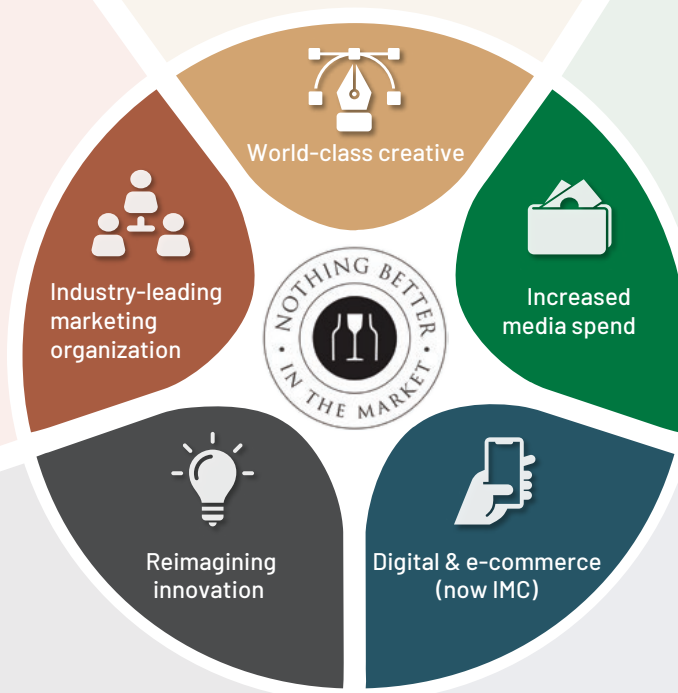 World-class creative
Increased
media spend
Digital & e-commerce
(now IMC)
Reimagining
innovation
Industry-leading
marketing
organization
NOTHING BETTER
• IN THE MARKET •